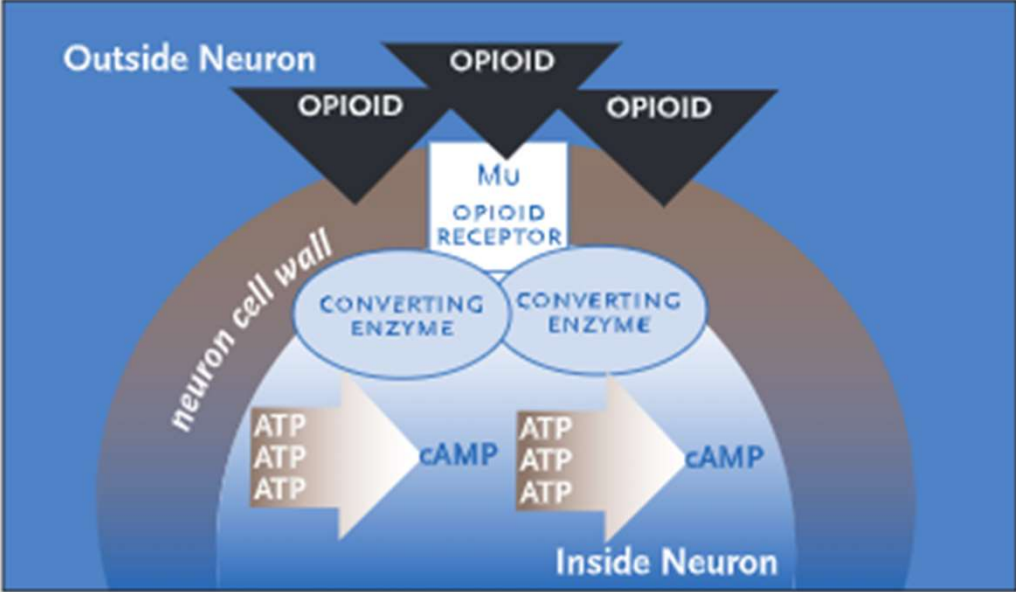 Outside Neuron
OPIOID
OPIOID
OPIOID
Mu
OPIOID
RECEPTOR
neuron cell wall
CONVERTING
ENZYME
CONVERTING
ENZYME
ATP
ATP
ATP
cAMP
ATP
ATP
ATP
cAMP
Inside Neuron